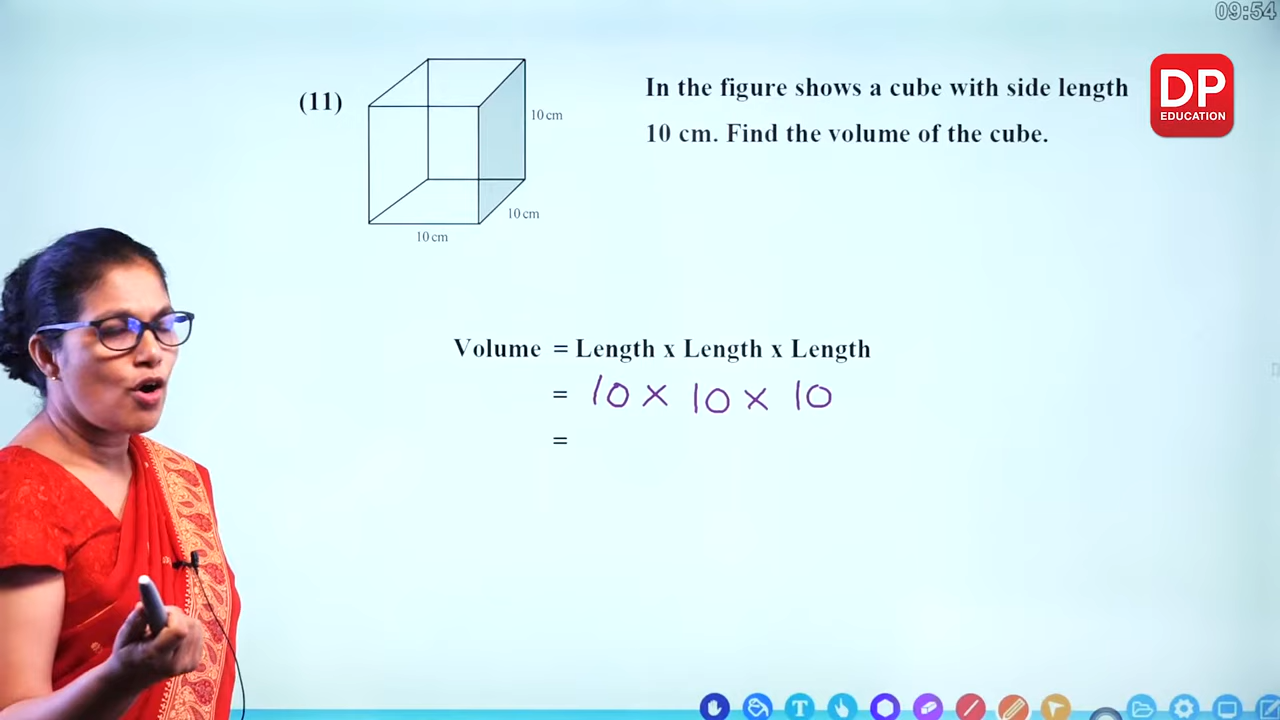 09:54
(11)
10 cm
10 cm
10 cm
In the figure shows a cube with side length
10 cm. Find the volume of the cube.
DP
EDUCATION
Volume = Length x Length x Length
= 10 × 10 × 10
=
T